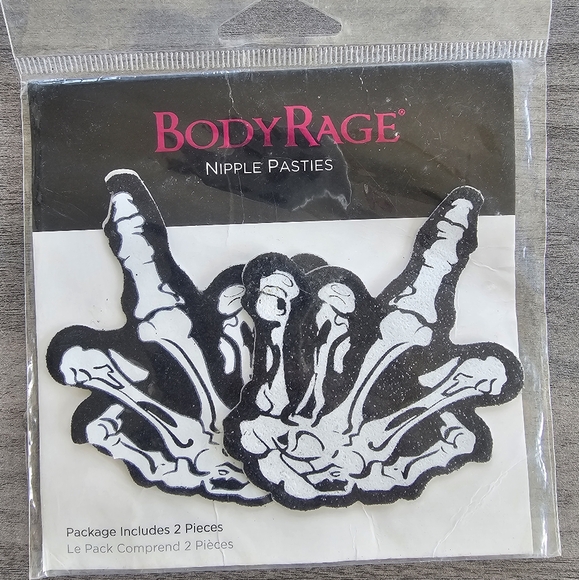 BODYRAGE®
NIPPLE PASTIES
Package Includes 2 Pieces
Le Pack Comprend 2 Pièces